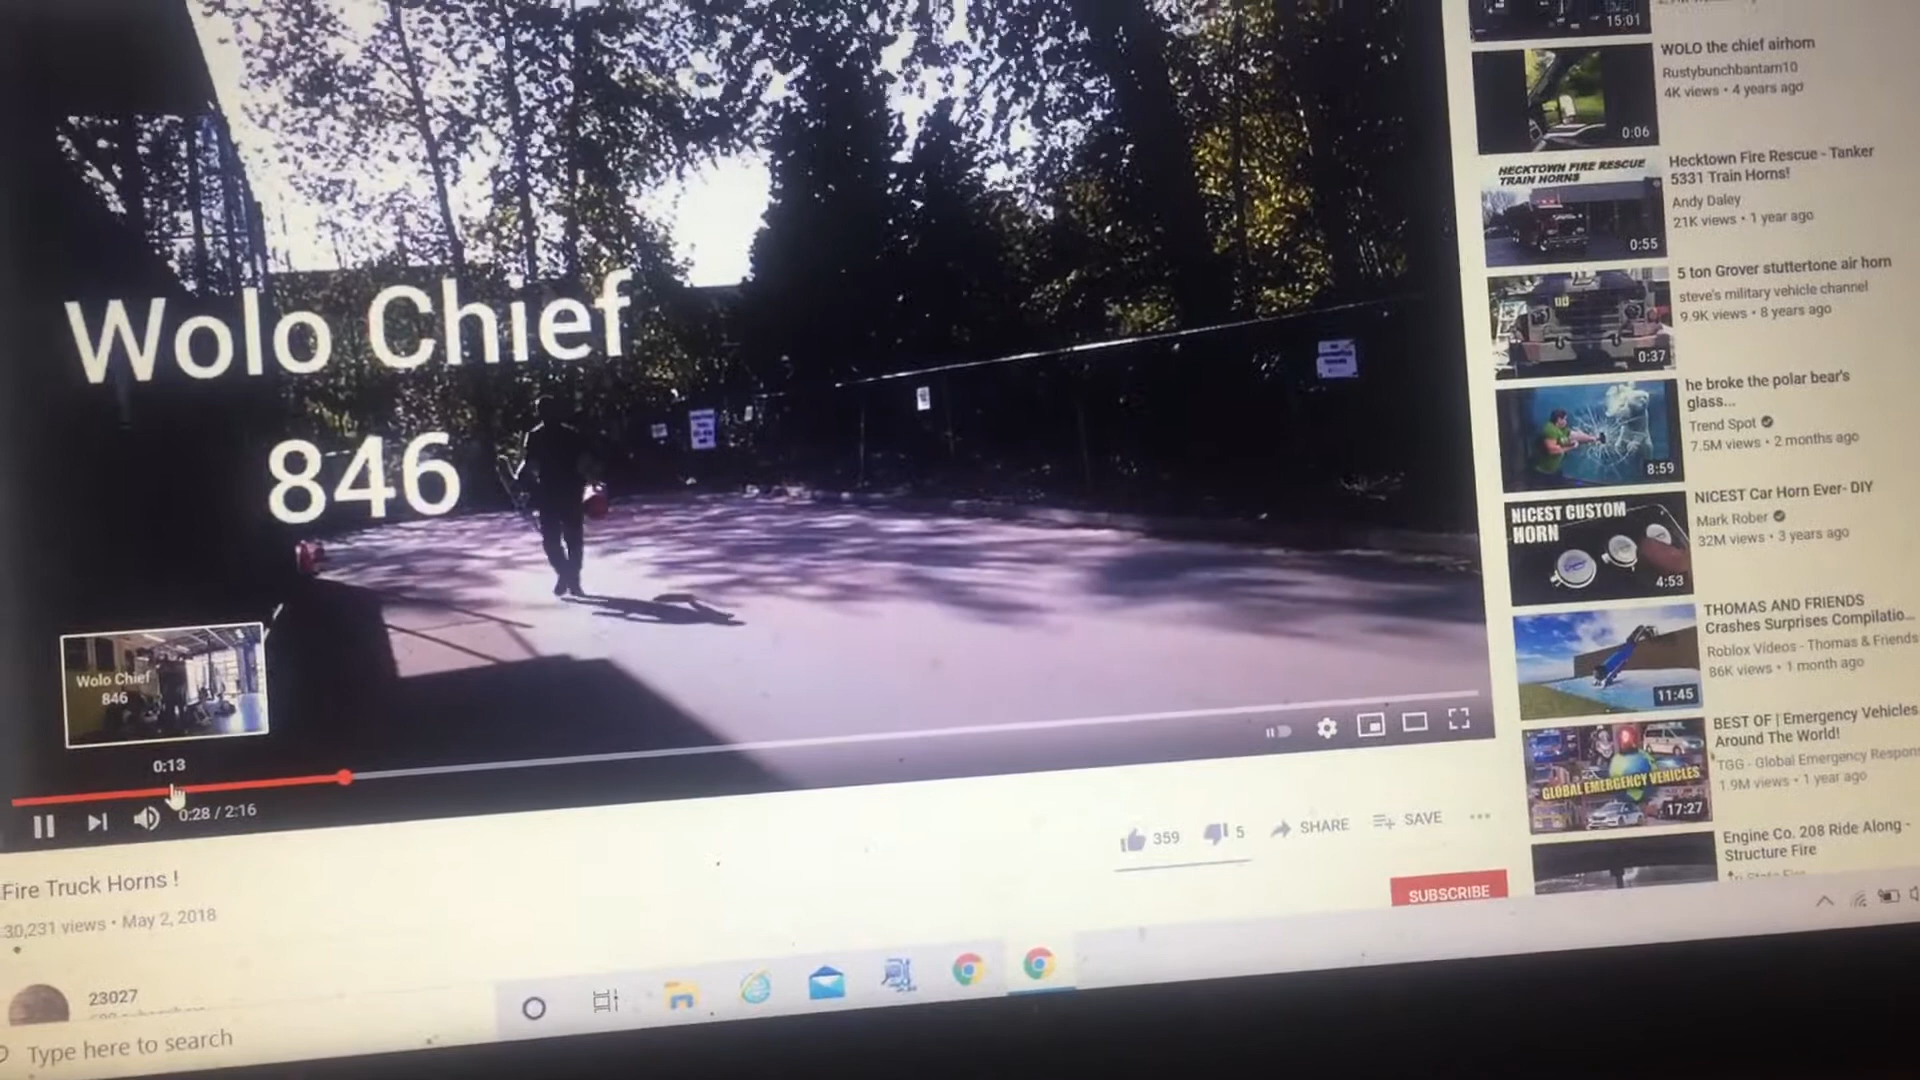 Wolo Chief
846
Wolo Chief
846
0:13
0:28 / 2:16
Fire Truck Horns !
30,231 views • May 2, 2018
359
5
SHARE
SAVE
SUBSCRIBE
23027
Type here to search
15:01
WOLO the chief airhorn
Rustybunchbantam10
4K views • 4 years ago
0:06
HECKTOWN FIRE RESCUE
TRAIN HORNS
0:55
Hecktown Fire Rescue - Tanker
5331 Train Horns!
Andy Daley
21K views • 1 year ago
5 ton Grover stuttertone air horn
steve's military vehicle channel
9.9K views • 8 years ago
0:37
he broke the polar bear's
glass...
Trend Spot
7.5M views • 2 months ago
8:59
NICEST CUSTOM
HORN
4:53
NICEST Car Horn Ever- DIY
Mark Rober
32M views • 3 years ago
THOMAS AND FRIENDS
Crashes Surprises Compilatio...
Roblox Videos - Thomas & Friends
86K views • 1 month ago
11:45
BEST OF | Emergency Vehicles
Around The World!
TGG - Global Emergency Respons
1.9M views • 1 year ago
GLOBAL EMERGENCY VEHICLES
17:27
Engine Co. 208 Ride Along -
Structure Fire